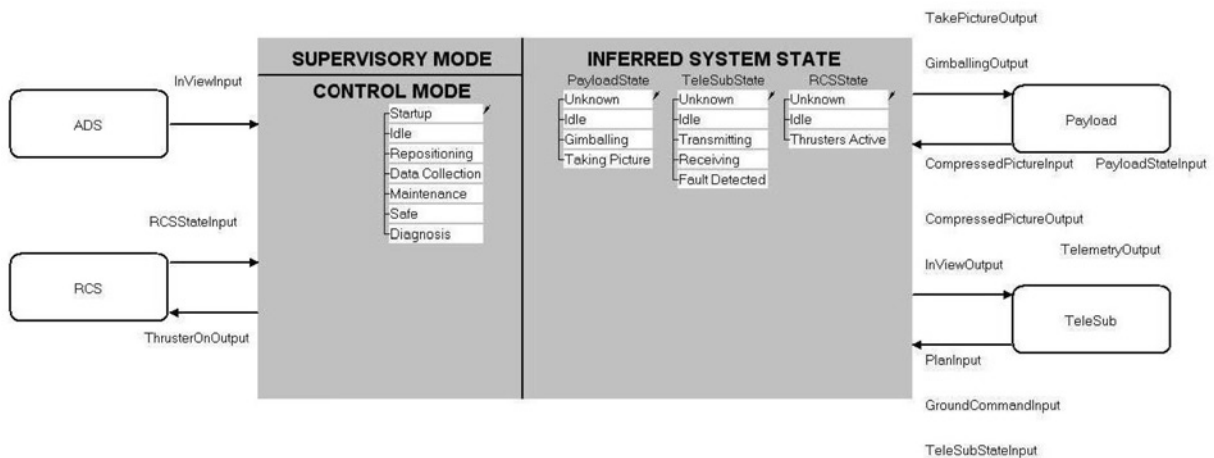 TakePictureOutput
SUPERVISORY MODE
INFERRED SYSTEM STATE
GimballingOutput
InViewInput
CONTROL MODE
PayloadState
TeleSubState
RCSState
Startup
Idle
Repositioning
Data Collection
Maintenance
Safe
Diagnosis
Unknown
Idle
Gimballing
Taking Picture
Unknown
Idle
Transmitting
Receiving
Fault Detected
Unknown
Idle
Thrusters Active
ADS
Payload
CompressedPictureInput
PayloadStateInput
RCSStateInput
CompressedPictureOutput
TelemetryOutput
InViewOutput
RCS
TeleSub
ThrusterOnOutput
PlanInput
GroundCommandInput
TeleSubStateInput